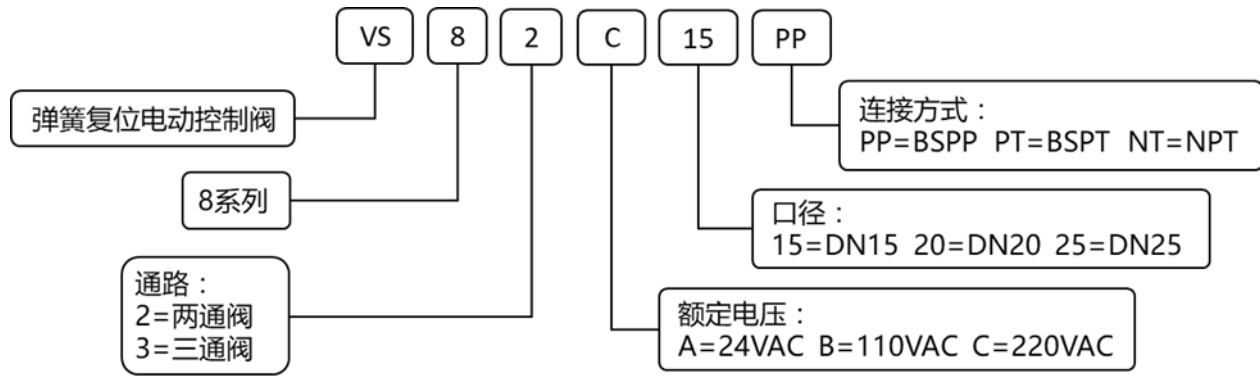 VS 8 2 C 15 PP
弹簧复位电动控制阀
8系列
通路：
2=两通阀
3=三通阀
连接方式：
PP=BSPP PT=BSPT NT=NPT
口径：
15=DN15 20=DN20 25=DN25
额定电压：
A=24VAC B=110VAC C=220VAC